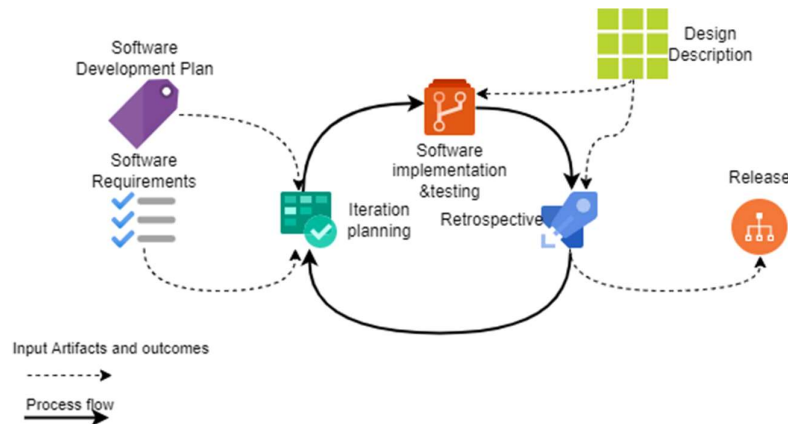 Software
Development Plan
Software
Requirements
Iteration
planning
Software
implementation
&testing
Design
Description
Retrospective
Release
Input Artifacts and outcomes
Process flow